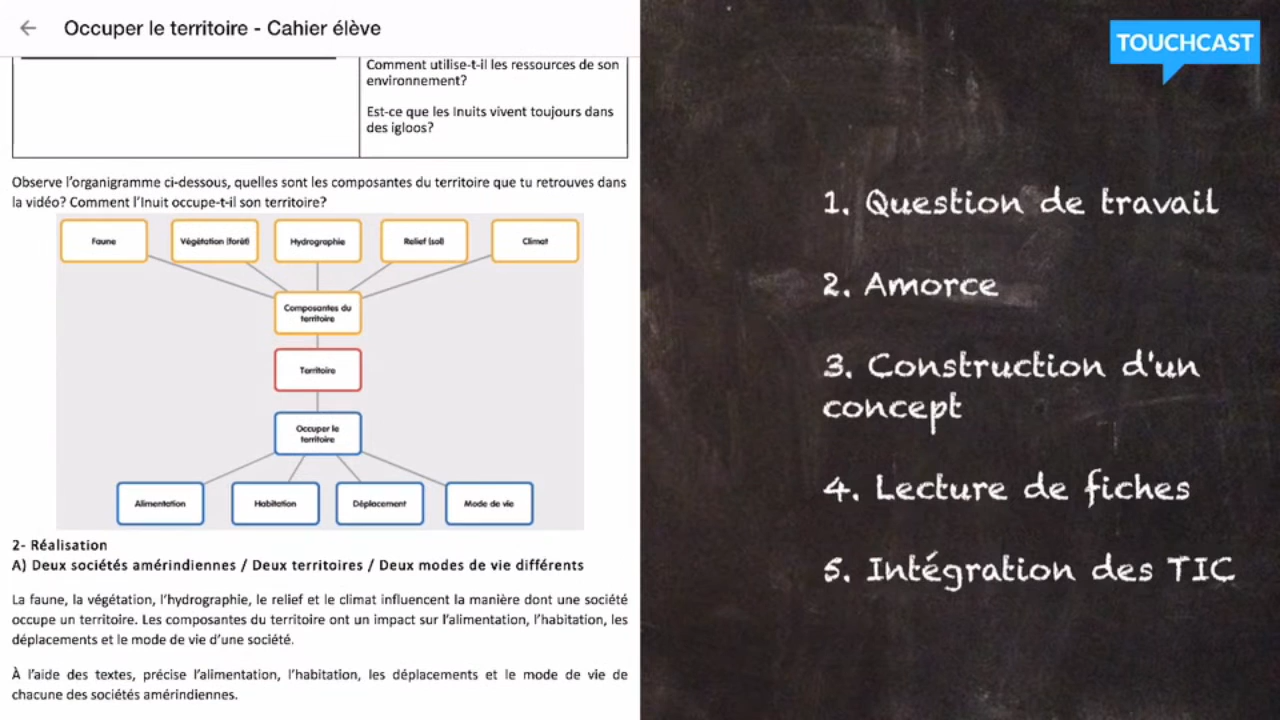 Occuper le territoire - Cahier élève
Comment utilise-t-il les ressources de son
environnement?
Est-ce que les Inuits vivent toujours dans
des igloos?
Observe l'organigramme ci-dessous, quelles sont les composantes du territoire que tu retrouves dans
la vidéo? Comment l'Inuit occupe-t-il son territoire?
Faune
Végétation (forêt)
Hydrographie
Relief (sol)
Climat
Composantes du
territoire
Territoire
Occuper le
territoire
Alimentation
Habitation
Déplacement
Mode de vie
2- Réalisation
A) Deux sociétés amérindiennes / Deux territoires / Deux modes de vie différents
La faune, la végétation, l'hydrographie, le relief et le climat influencent la manière dont une société
occupe un territoire. Les composantes du territoire ont un impact sur l'alimentation, l'habitation, les
déplacements et le mode de vie d'une société.
À l'aide des textes, précise l'alimentation, l'habitation, les déplacements et le mode de vie de
chacune des sociétés amérindiennes.
TOUCHCAST
1. Question de travail
2. Amorce
3. Construction d'un
concept
4. Lecture de fiches
5. Intégration des TIC